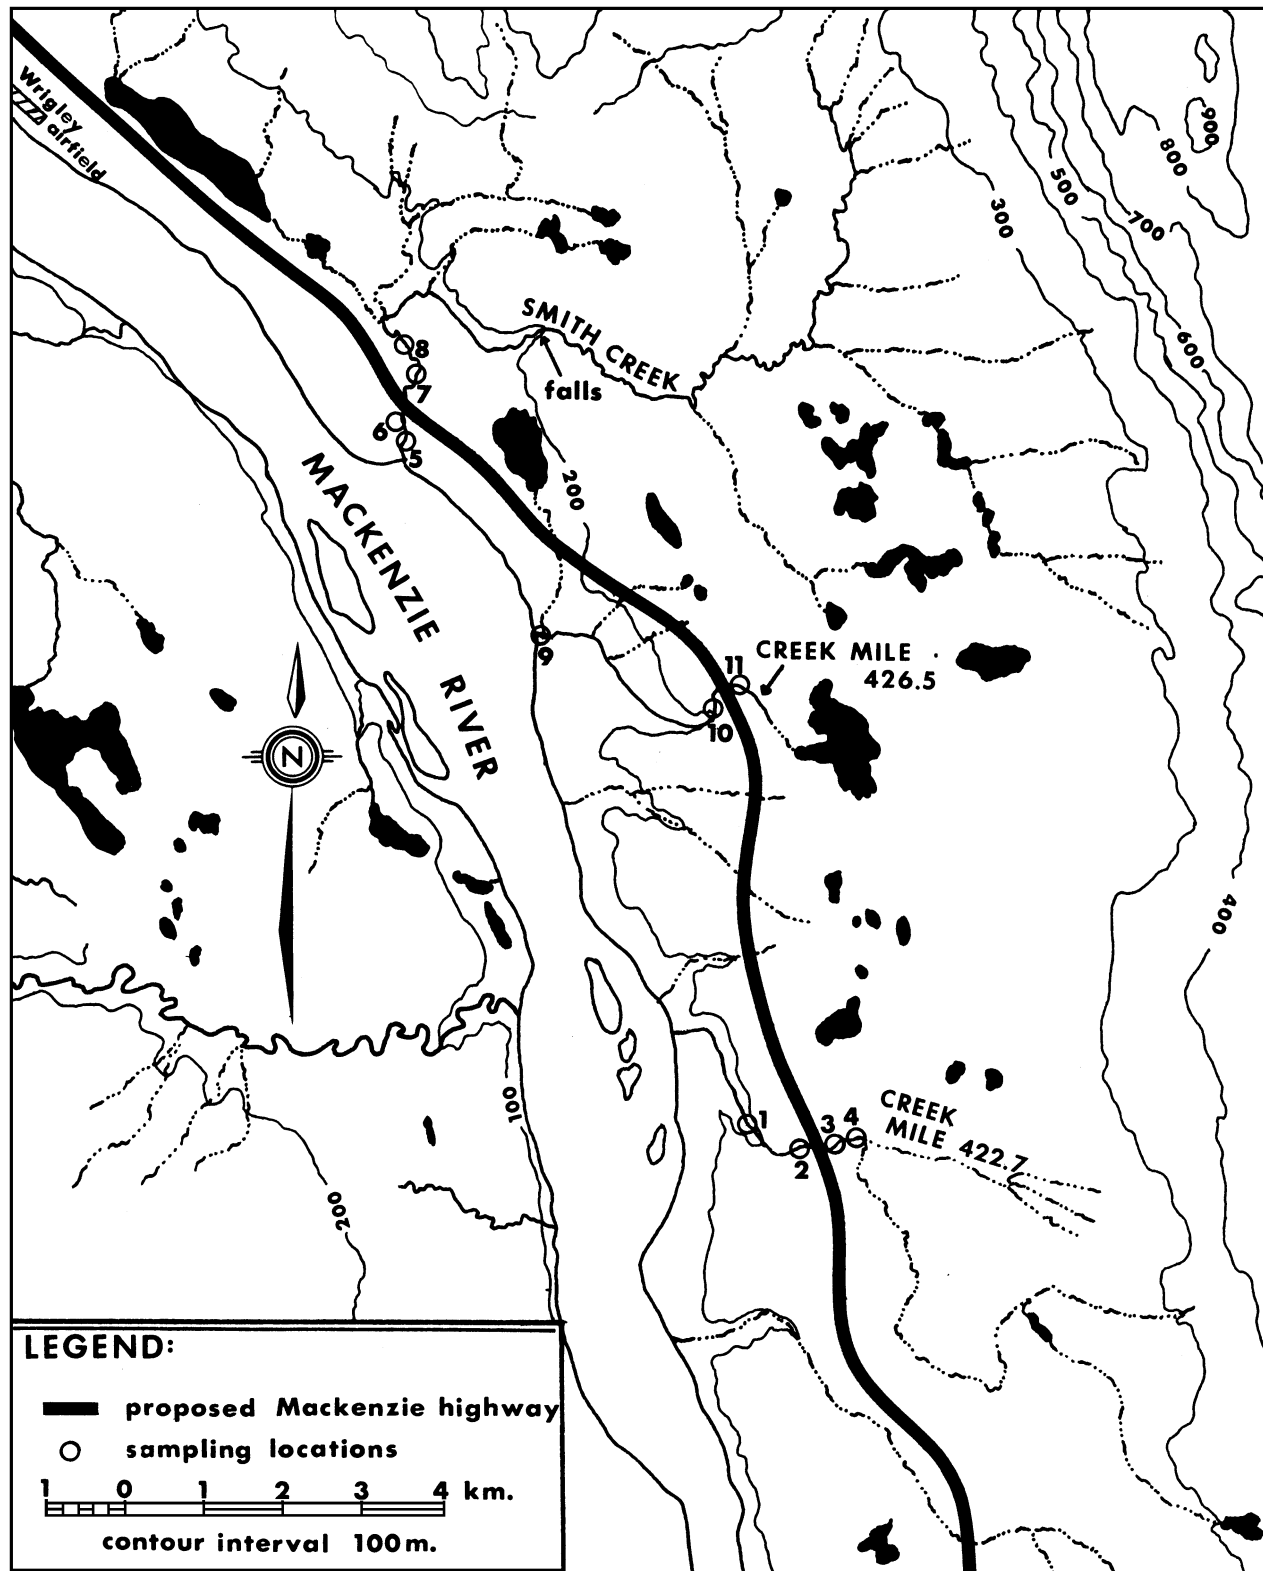 Wrigley
airfield
900
800
500
300
700
SMITH CREEK
600
8
falls
7
6
5
MACKENZIE RIVER
200
9
11
CREEK MILE
426.5
10
N
400
100
1
2
3
4
CREEK
MILE 422.7
200
LEGEND:
proposed Mackenzie highway
sampling locations
1 0 1 2 3 4 km.
contour interval 100m.